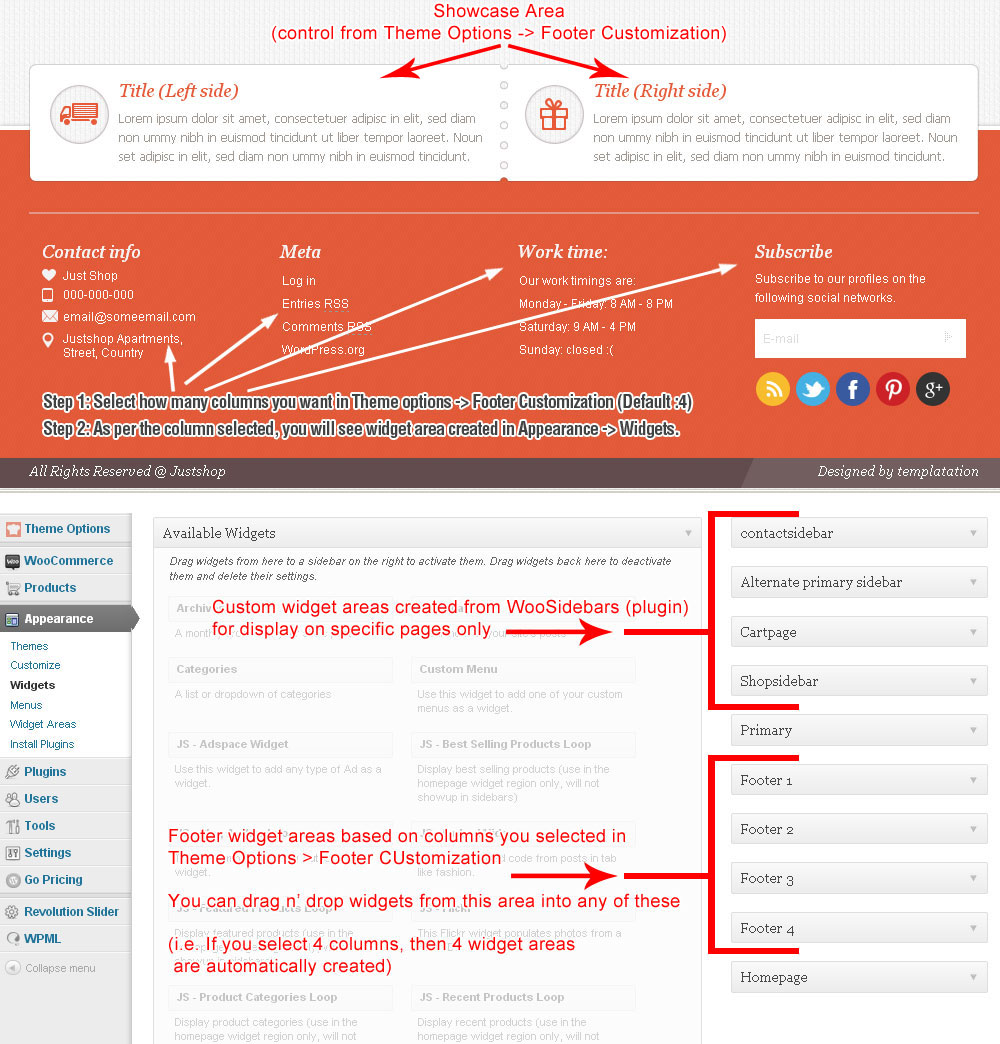 Showcase Area
(control from Theme Options -> Footer Customization)
Title (Left side)
Lorem ipsum dolor sit amet, consectetuer adipiscing in elit, sed diam
non ummy nibh in euismod tincidunt ut liber tempor laoreet. Noun
set adipisc in elit, sed diam non ummy nibh in euismod tincidunt.
Title (Right side)
Lorem ipsum dolor sit amet, consectetuer adipiscing in elit, sed diam
non ummy nibh in euismod tincidunt ut liber tempor laoreet. Noun
set adipisc in elit, sed diam non ummy nibh in euismod tincidunt.
Contact info
Just Shop
000-000-000
email@someemail.com
Justshop Apartments,
Street, Country
Meta
Log in
Entries RSS
Comments RSS
WordPress.org
Work time:
Our work timings are:
Monday - Friday: 8 AM - 8 PM
Saturday: 9 AM - 4 PM
Sunday: closed :(
Subscribe
Subscribe to our profiles on the
following social networks.
E-mail
Step 1: Select how many columns you want in Theme options -> Footer Customization (Default :4)
Step 2: As per the column selected, you will see widget area created in Appearance -> Widgets.
All Rights Reserved @ Justshop
Designed by templatation
Theme Options
WooCommerce
Products
Appearance
Themes
Customize
Widgets
Menus
Widget Areas
Install Plugins
Plugins
Users
Tools
Settings
Go Pricing
Revolution Slider
WPML
Collapse menu
Available Widgets
Drag widgets from here to a sidebar on the right to activate them. Drag widgets back here to deactivate
them and delete their settings.
Custom widget areas created from WooSidebars (plugin)
for display on specific pages only
Categories
A list or dropdown of categories
Custom Menu
Use this widget to add one of your custom
menus as a widget.
JS - Adspace Widget
Use this widget to add any type of Ad as a
widget.
JS - Best Selling Products Loop
Display best selling products (use in the
homepage widget region only, will not
showup in sidebars)
Footer widget areas based on columns you selected in
Theme Options > Footer CUstomization
widget.
code from posts in tab
like fashion.
You can drag n' drop widgets from this area into any of these
Display featured products (use in the
This Flickr widget populates photos from a
(i.e. If you select 4 columns, then 4 widget areas
are automatically created)
JS - Product Categories Loop
Display product categories (use in the
homepage widget region only, will not
JS - Recent Products Loop
Display recent products (use in the
homepage widget region only, will not
contactsidebar
Alternate primary sidebar
Cartpage
Shopsidebar
Primary
Footer 1
Footer 2
Footer 3
Footer 4
Homepage